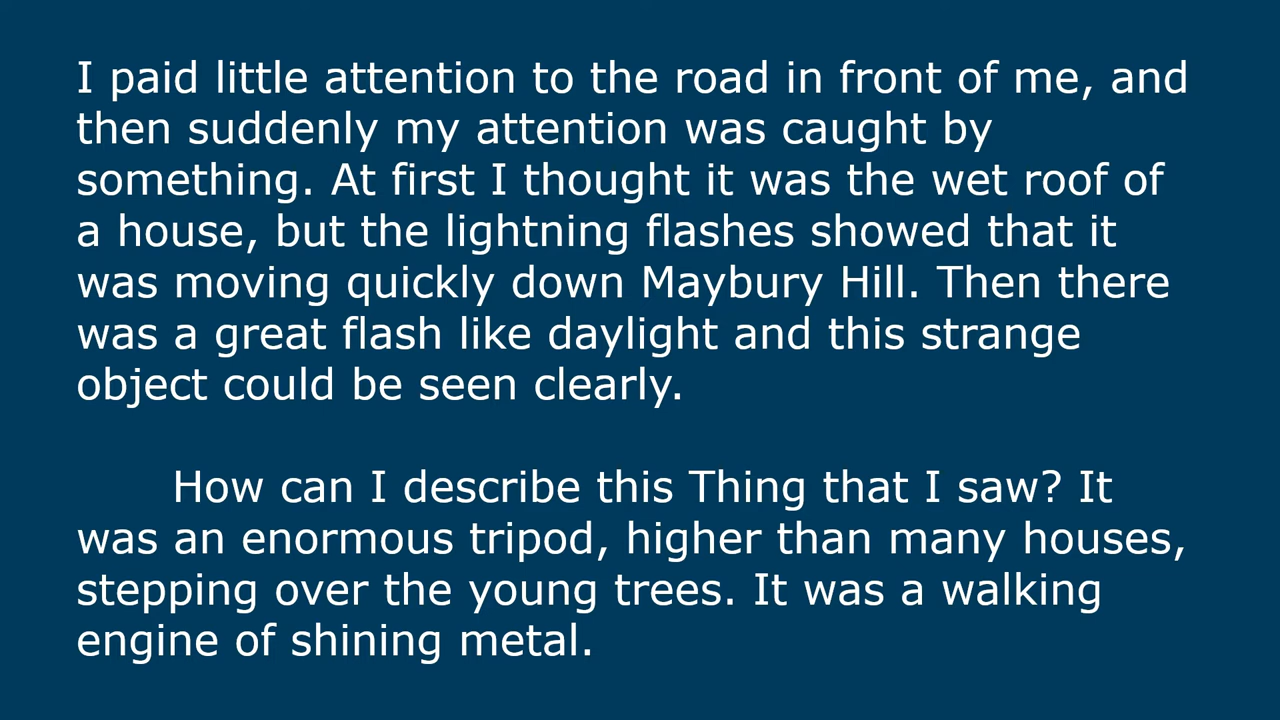 I paid little attention to the road in front of me, and
then suddenly my attention was caught by
something. At first I thought it was the wet roof of
a house, but the lightning flashes showed that it
was moving quickly down Maybury Hill. Then there
was a great flash like daylight and this strange
object could be seen clearly.
How can I describe this Thing that I saw? It
was an enormous tripod, higher than many houses,
stepping over the young trees. It was a walking
engine of shining metal.